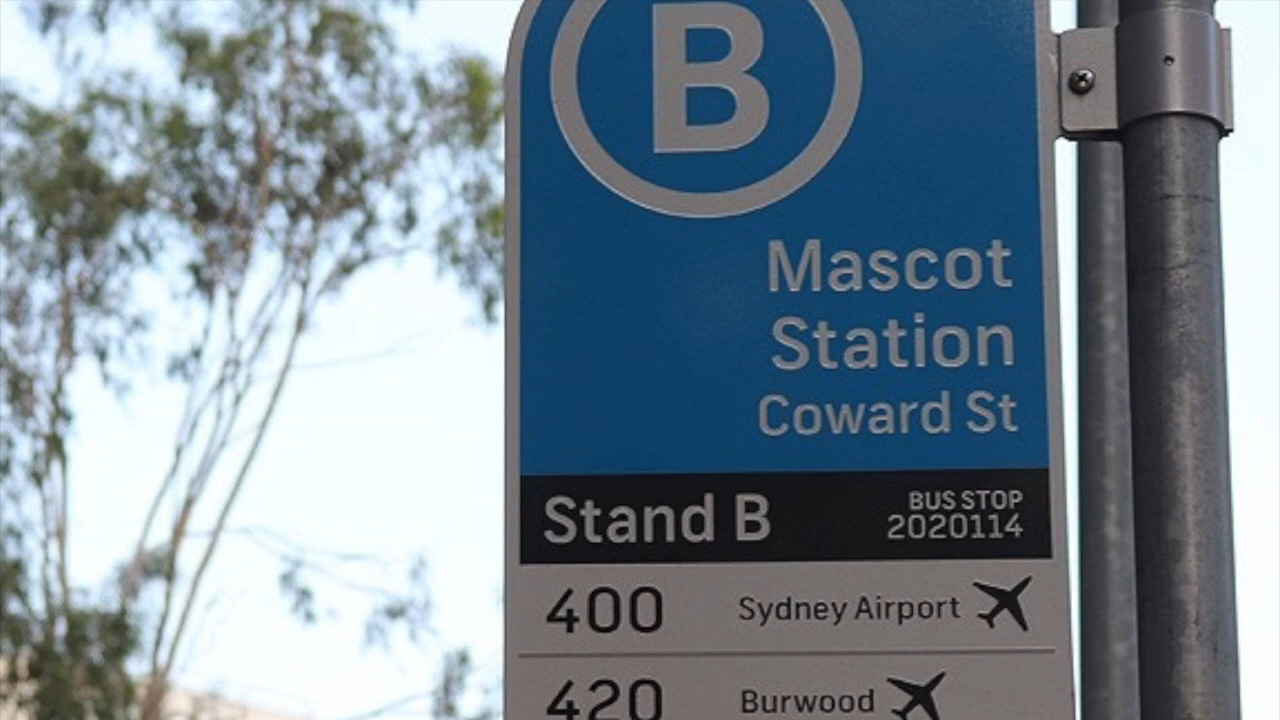 B
Mascot
Station
Coward St
Stand B
BUS STOP
2020114
400 Sydney Airport
420 Burwood